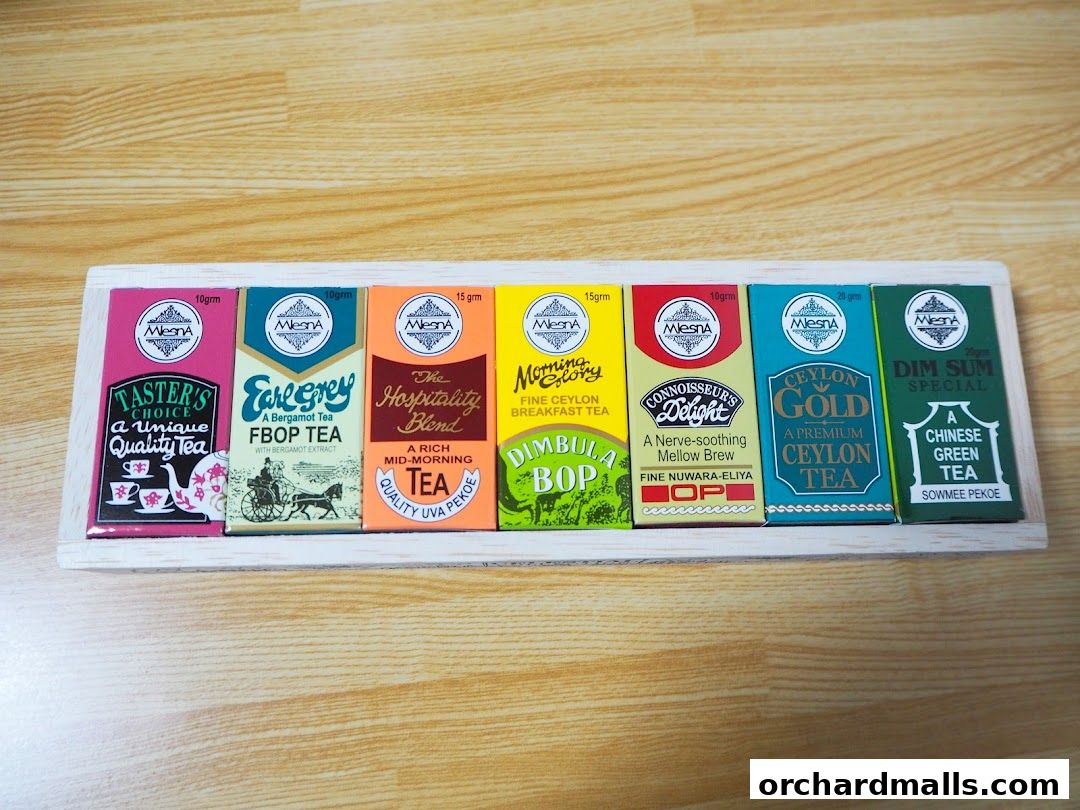 10grm
MlesnA
TASTER'S
CHOICE
a Unique
Quality Tea
10grm
MlesnA
Earl Grey
A Bergamot Tea
FBOP TEA
WITH BERGAMOT EXTRACT
15 grm
MlesnA
The
Hospitality
Blend
A RICH
MID-MORNING
TEA
QUALITY UVA PEKOE
15grm
MlesnA
Morning
Glory
FINE CEYLON
BREAKFAST TEA
DIMBULA
BOP
10grm
MlesnA
CONNOISSEUR'S
Delight
A Nerve-soothing
Mellow Brew
FINE NUWARA-ELIYA
OP
20 grm
MlesnA
CEYLON
GOLD
A PREMIUM
CEYLON
TEA
MlesnA
20grm
DIM SUM
SPECIAL
A
CHINESE
GREEN
TEA
SOWMEE PEKOE
orchardmalls.com